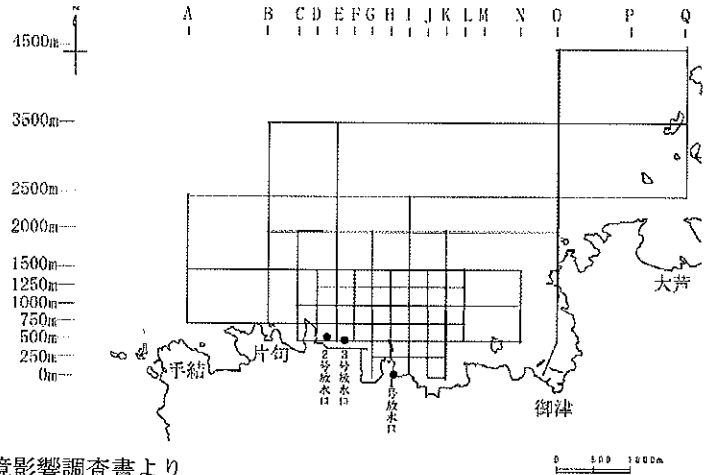 N
A B C D E F G H I J K L M N O P Q
4500m
3500m
2500m
2000m
1500m
1250m
1000m
750m
500m
250m
0m
手結
片句
2号放水口
3号放水口
1号放水口
御津
大芦
境影響調査書より
0 500 1000m